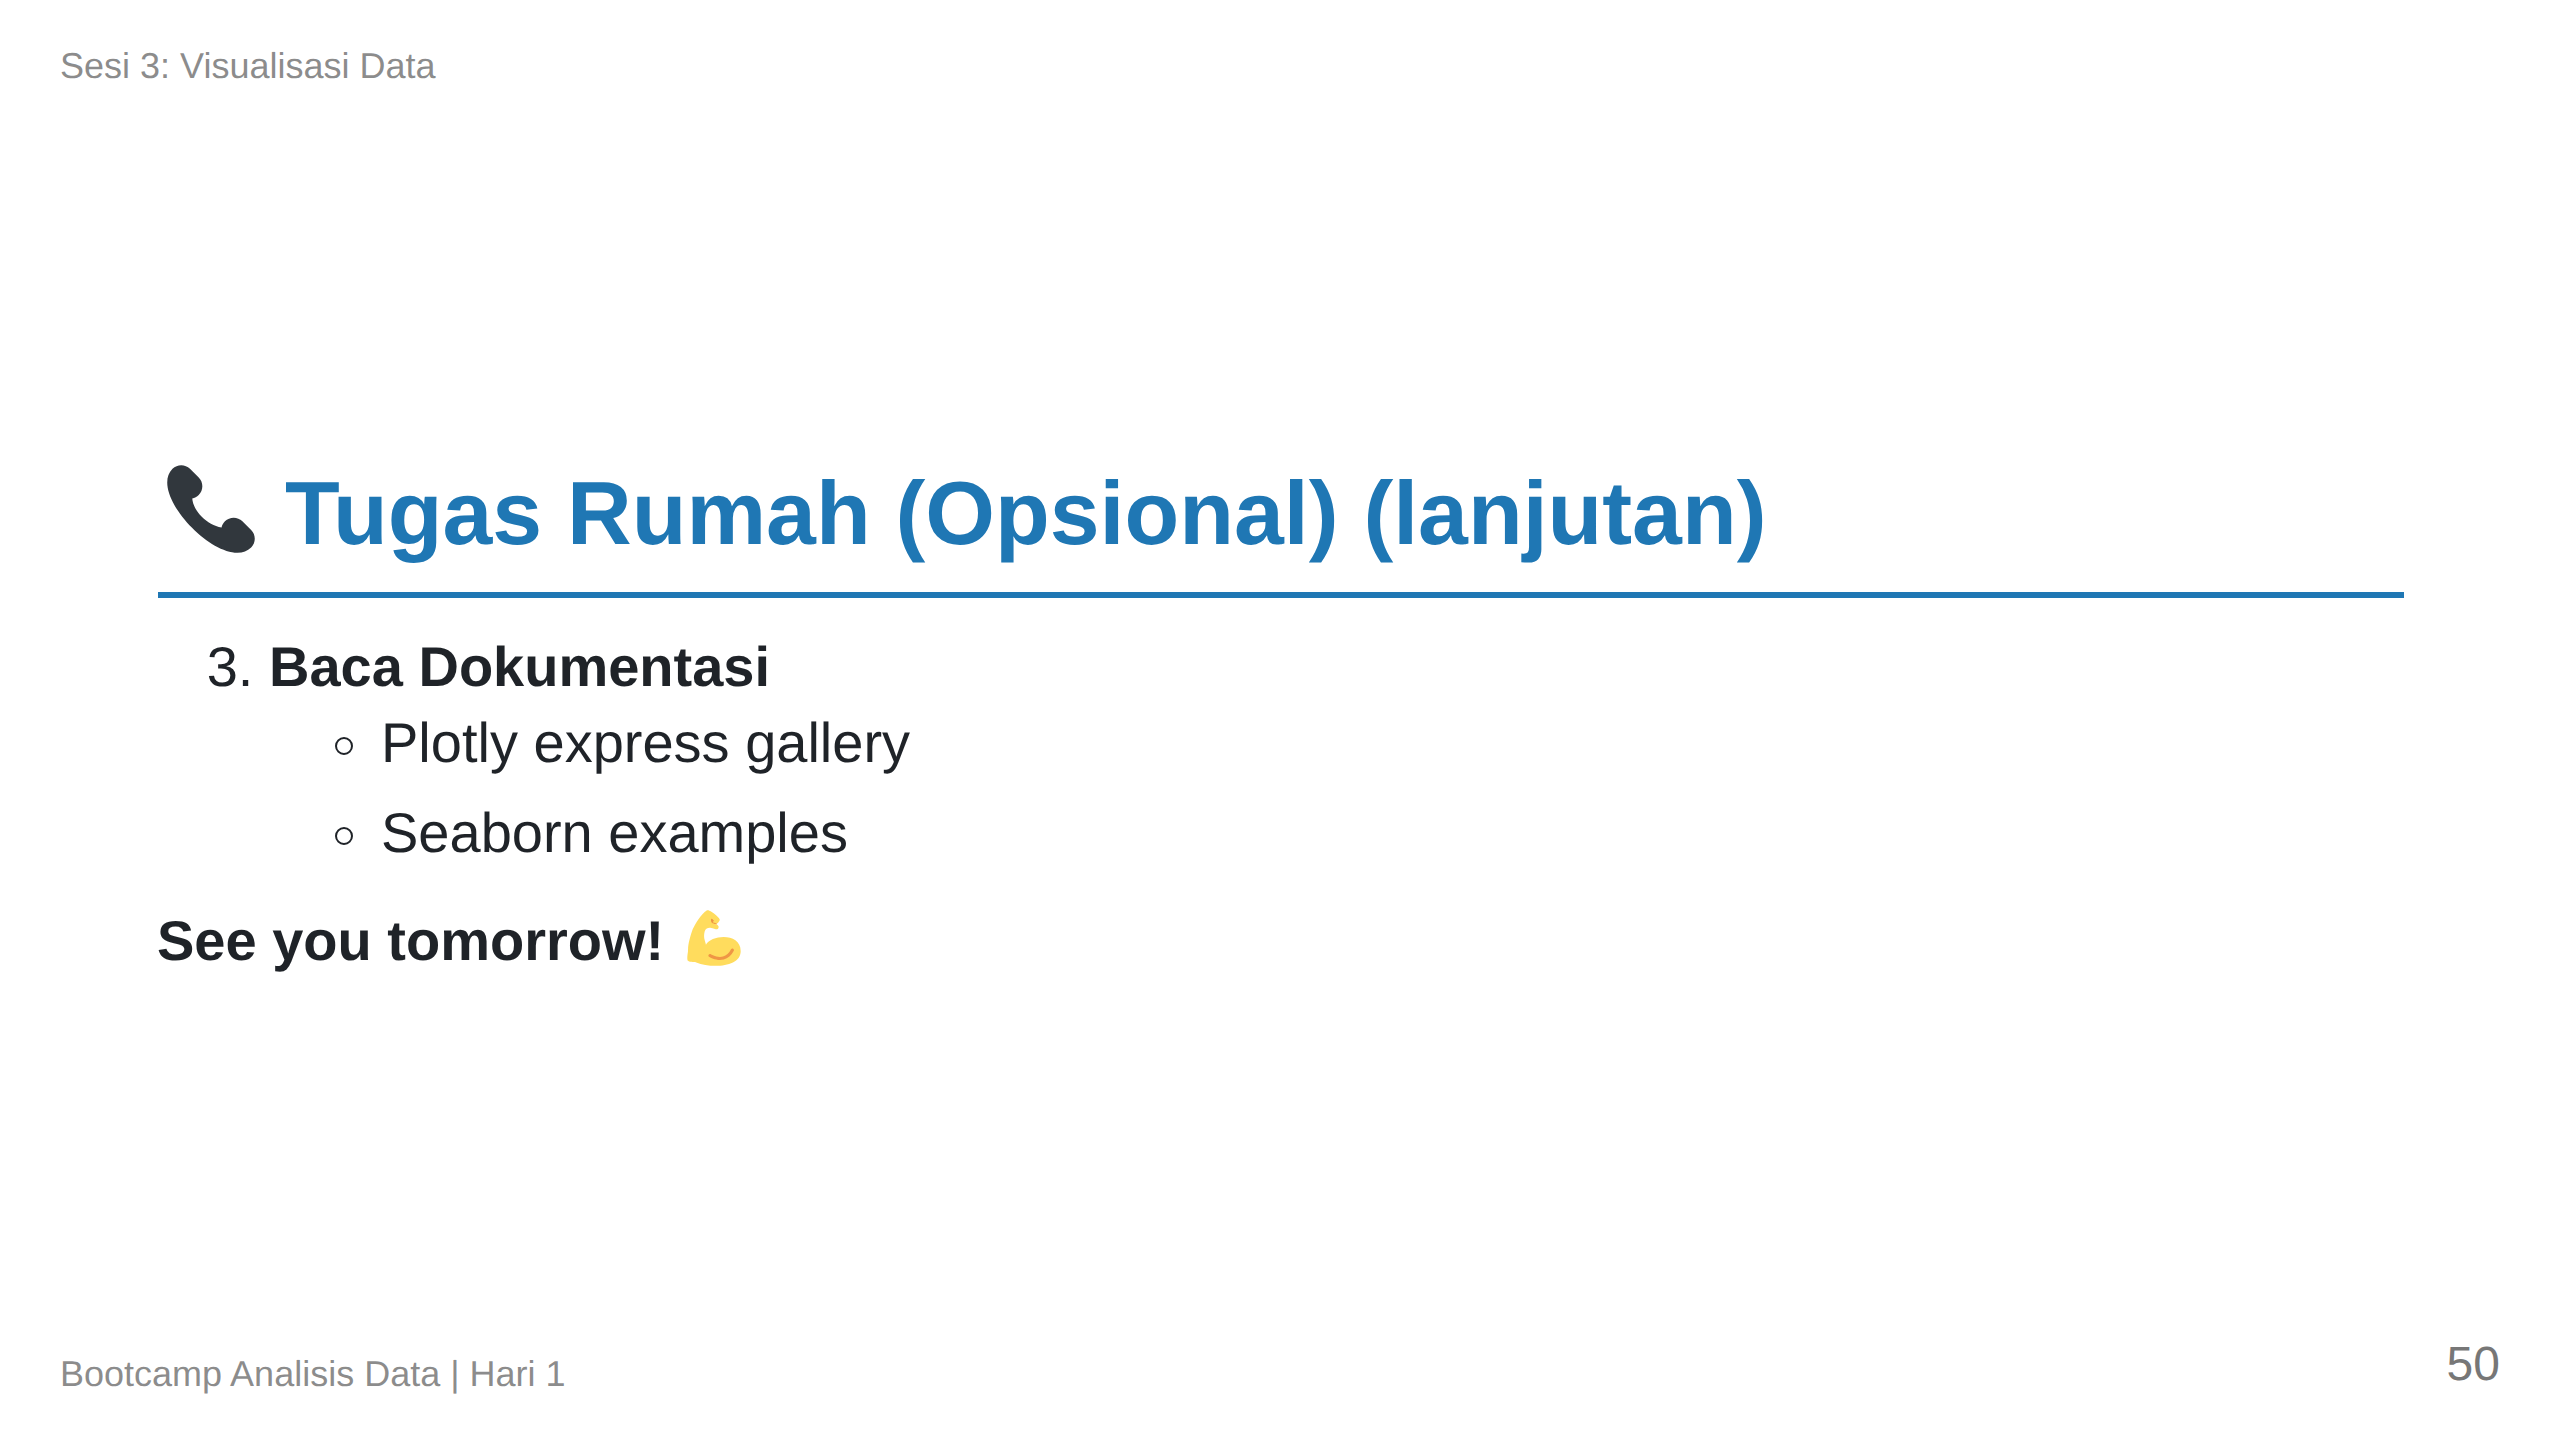 Sesi 3: Visualisasi Data
📞 Tugas Rumah (Opsional) (lanjutan)
3. Baca Dokumentasi
○ Plotly express gallery
○ Seaborn examples
See you tomorrow! 💪
Bootcamp Analisis Data | Hari 1
50